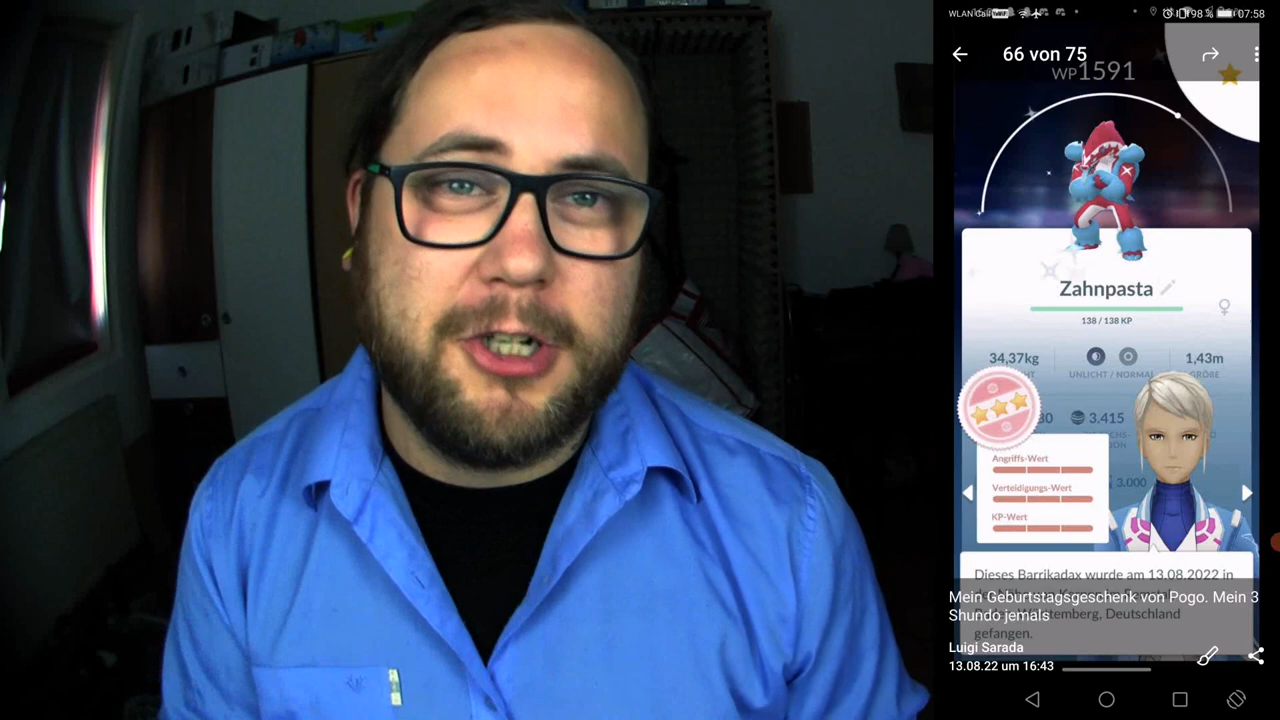 WLAN Call
98 %
07:58
66 von 75
WP1591
Zahnpasta
138 / 138 KP
34,37kg
1,43m
UNLICHT / NORMAL
GRÖßE
3.415
Angriffs-Wert
Verteidigungs-Wert
3.000
KP-Wert
Dieses Barrikadax wurde am 13.08.2022 in
Mein Geburtstagsgeschenk von Pogo. Mein 3
Shundo jemals
Deutschland
gefangen.
Luigi Sarada
13.08.22 um 16:43